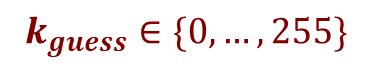 k_guess ∈ {0, … , 255}